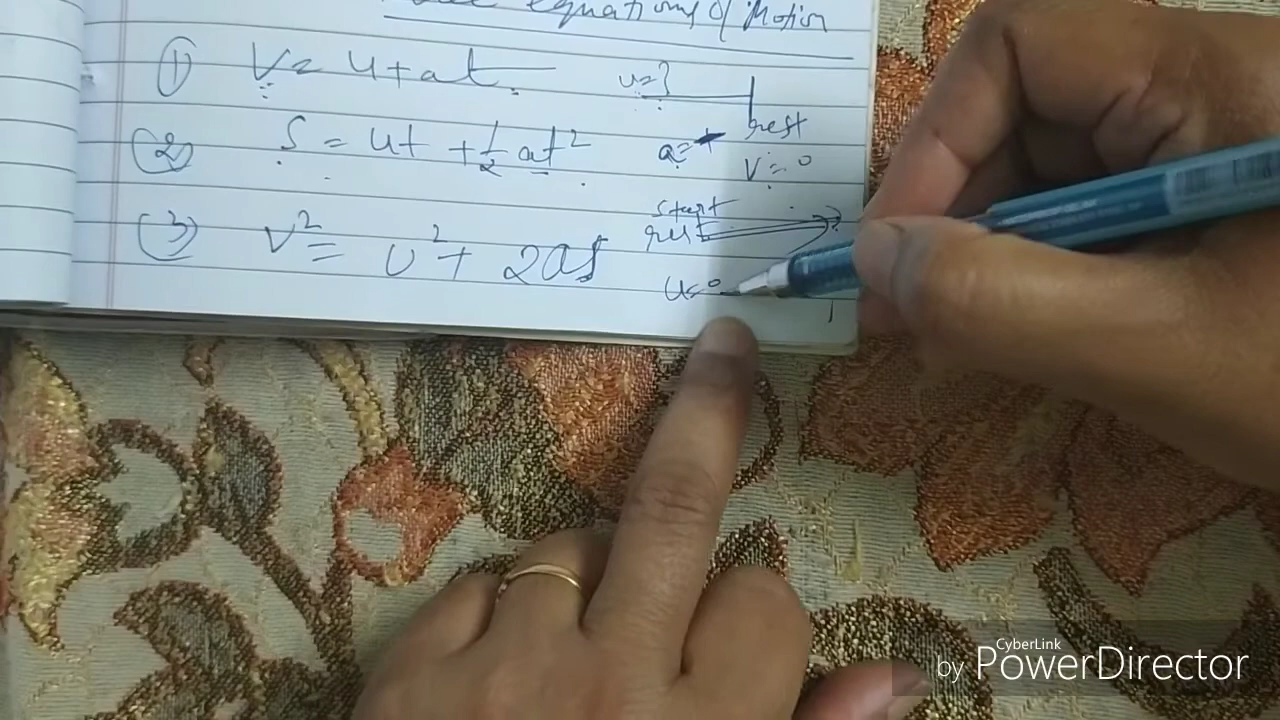 equations of Motion
① V = u + at
② S = ut + 1/2 at²
③ v² = u² + 2as
u = ?
rest
a =
V = 0
start
rest
u = 0
CyberLink
by PowerDirector